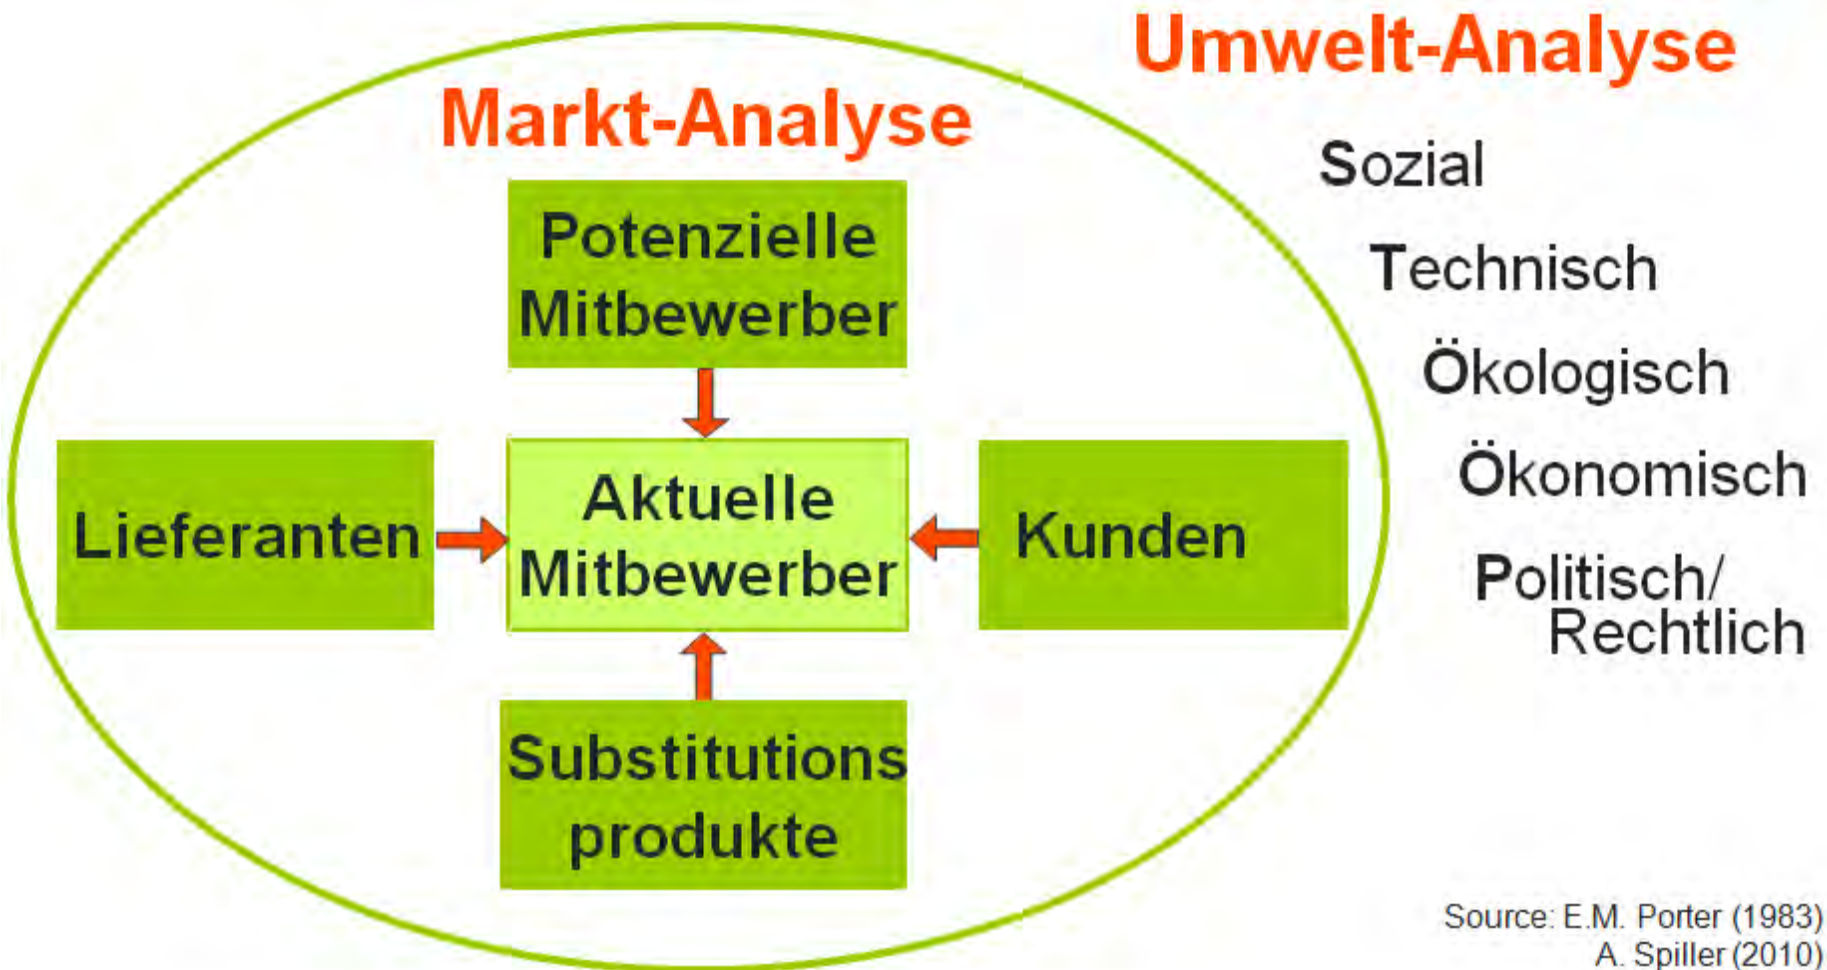 Umwelt-Analyse
Markt-Analyse
Sozial
Technisch
Ökologisch
Ökonomisch
Politisch/
Rechtlich
Potenzielle
Mitbewerber
Lieferanten
Aktuelle
Mitbewerber
Kunden
Substitutions
produkte
Source: E.M. Porter (1983)
A. Spiller (2010)